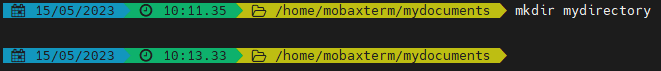 15/05/2023 10:11.35 /home/mobaxterm/mydocuments mkdir mydirectory
15/05/2023 10:13.33 /home/mobaxterm/mydocuments